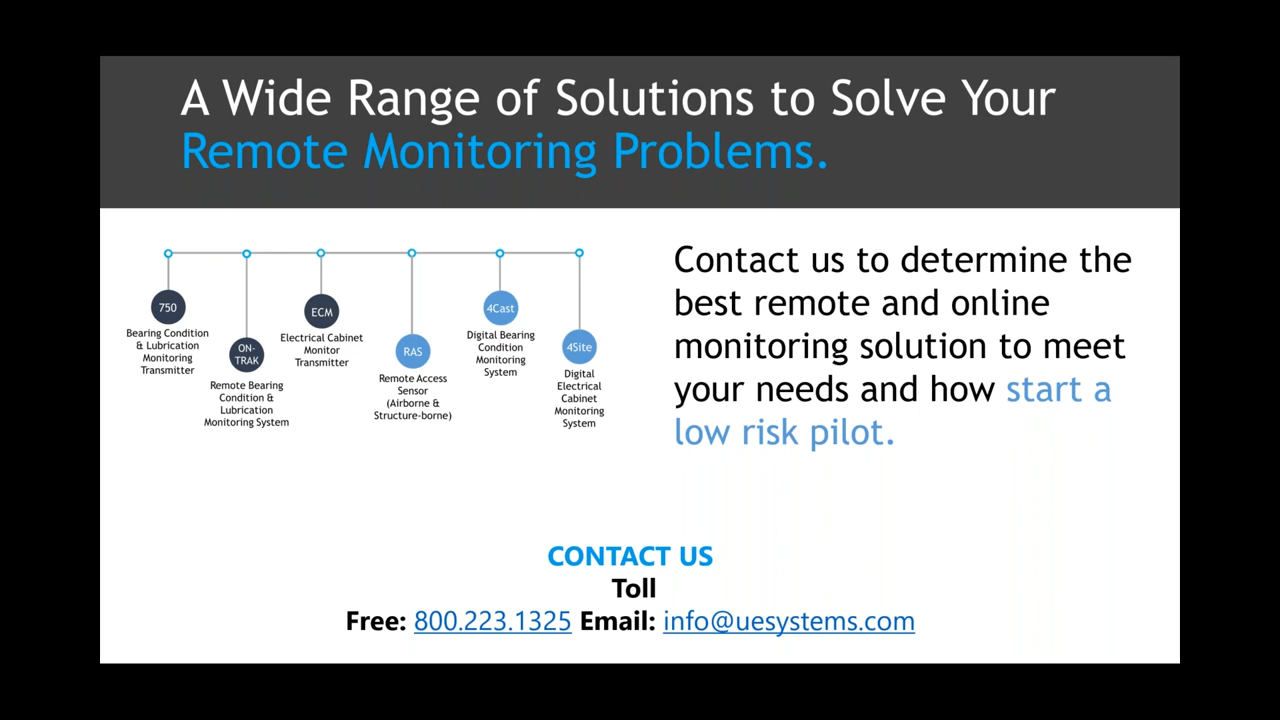 A Wide Range of Solutions to Solve Your
Remote Monitoring Problems.
750
Bearing Condition
& Lubrication
Monitoring
Transmitter
ON-
TRAK
Remote Bearing
Condition &
Lubrication
Monitoring System
ECM
Electrical Cabinet
Monitor
Transmitter
RAS
Remote Access
Sensor
(Airborne &
Structure-borne)
4Cast
Digital Bearing
Condition
Monitoring
System
4Site
Digital
Electrical
Cabinet
Monitoring
System
Contact us to determine the
best remote and online
monitoring solution to meet
your needs and how start a
low risk pilot.
CONTACT US
Toll
Free: 800.223.1325 Email: info@uesystems.com